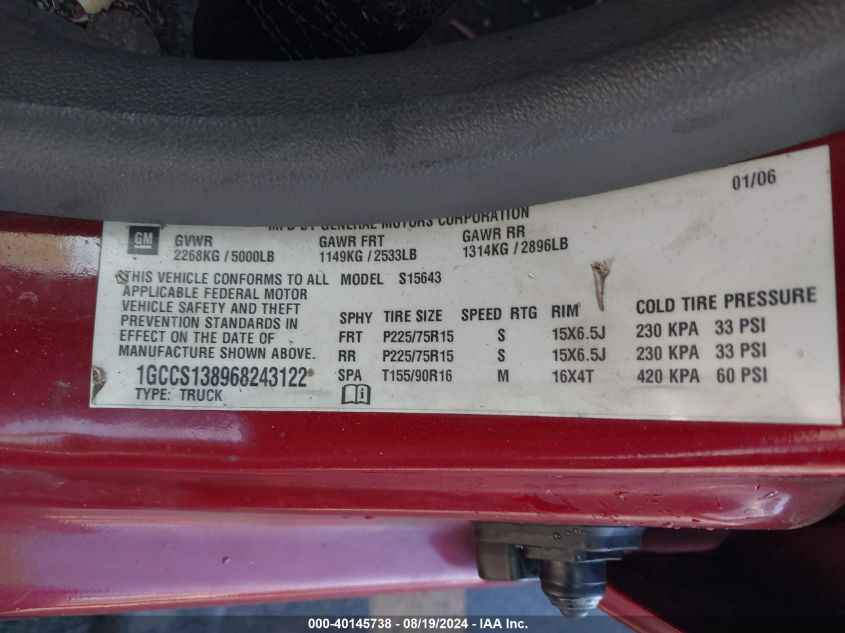 01/06
MFD BY GENERAL MOTORS CORPORATION
GM
GVWR GAWR FRT GAWR RR
2268KG / 5000LB 1149KG / 2533LB 1314KG / 2896LB
THIS VEHICLE CONFORMS TO ALL MODEL S15643
APPLICABLE FEDERAL MOTOR
VEHICLE SAFETY AND THEFT
PREVENTION STANDARDS IN
EFFECT ON THE DATE OF
MANUFACTURE SHOWN ABOVE.
SPHY TIRE SIZE SPEED RTG RIM COLD TIRE PRESSURE
FRT P225/75R15 S 15X6.5J 230 KPA 33 PSI
RR P225/75R15 S 15X6.5J 230 KPA 33 PSI
SPA T155/90R16 M 16X4T 420 KPA 60 PSI
1GCCS138968243122
TYPE: TRUCK
000-40145738 - 08/19/2024 - IAA Inc.